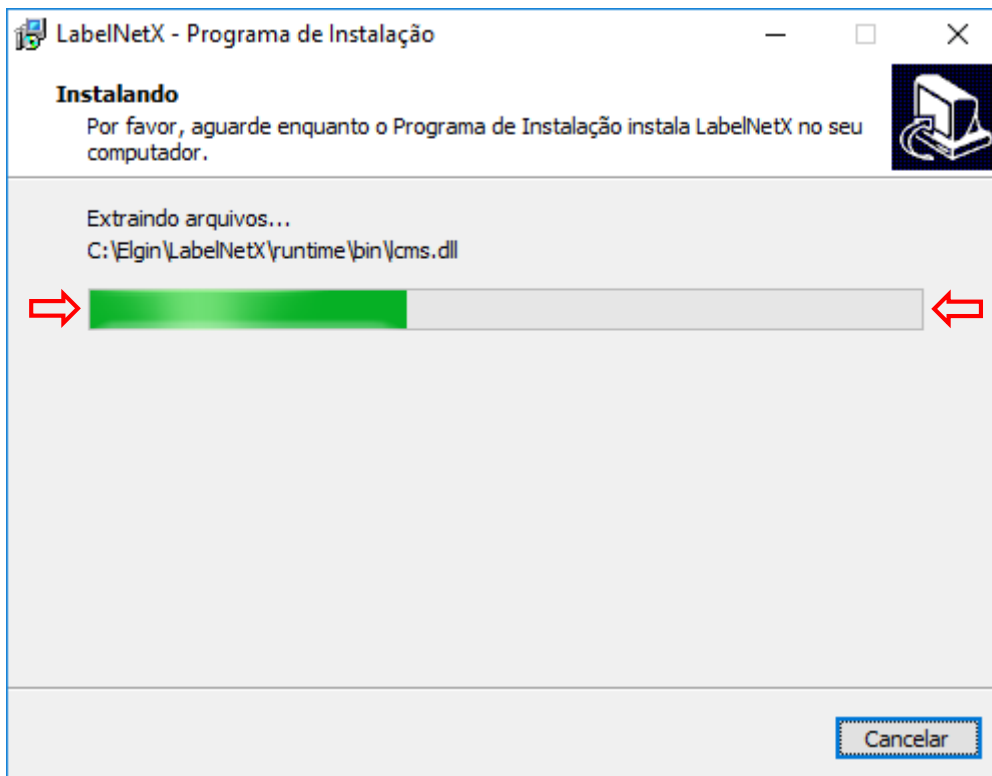 LabelNetX - Programa de Instalação
Instalando
Por favor, aguarde enquanto o Programa de Instalação instala LabelNetX no seu
computador.
Extraindo arquivos...
C:\Elgin\LabelNetX\runtime\bin\lcms.dll
Cancelar